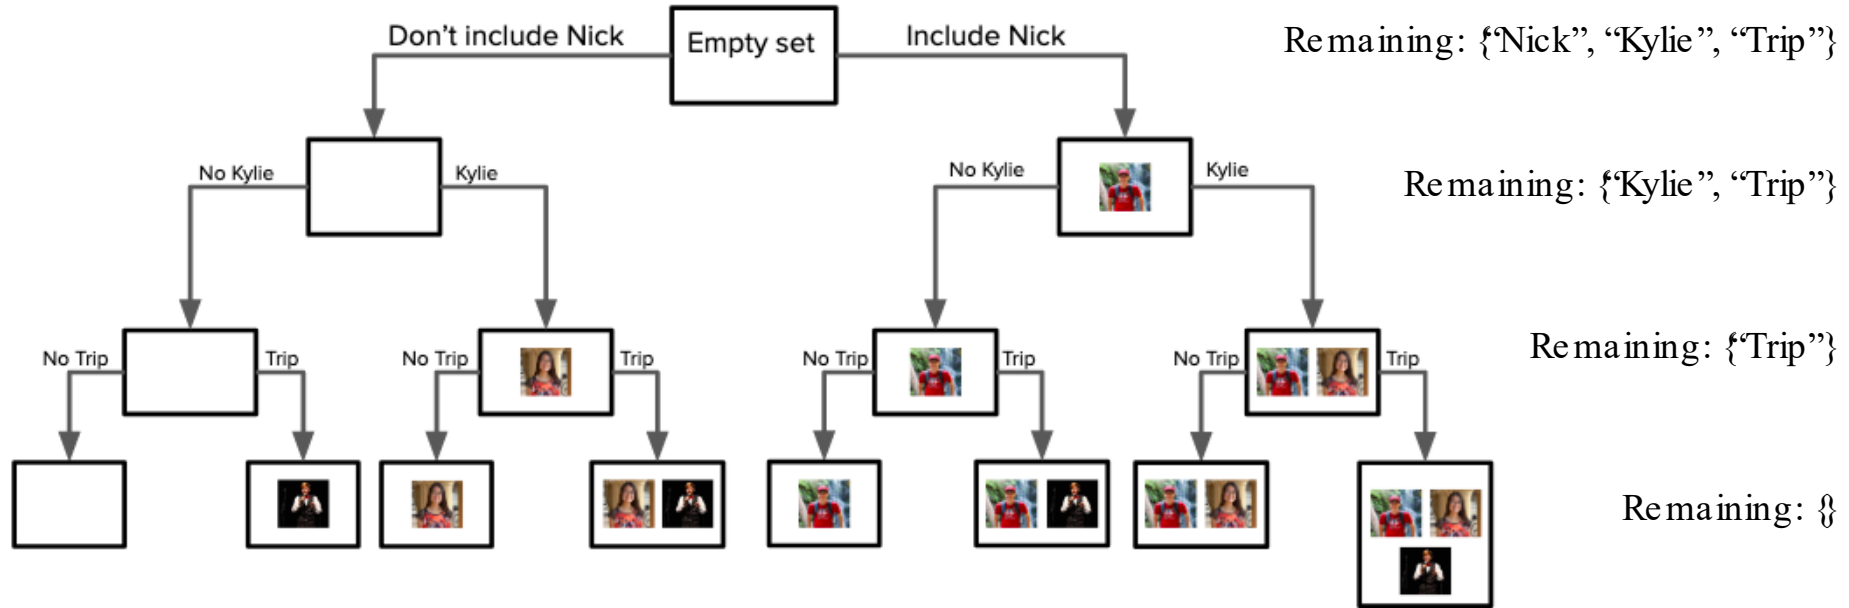 Don't include Nick
Empty set
Include Nick
Remaining: {“Nick”, “Kylie”, “Trip”}
No Kylie
Kylie
No Kylie
Kylie
Remaining: {“Kylie”, “Trip”}
No Trip
Trip
No Trip
Trip
No Trip
Trip
No Trip
Trip
Remaining: {“Trip”}
Remaining: {}